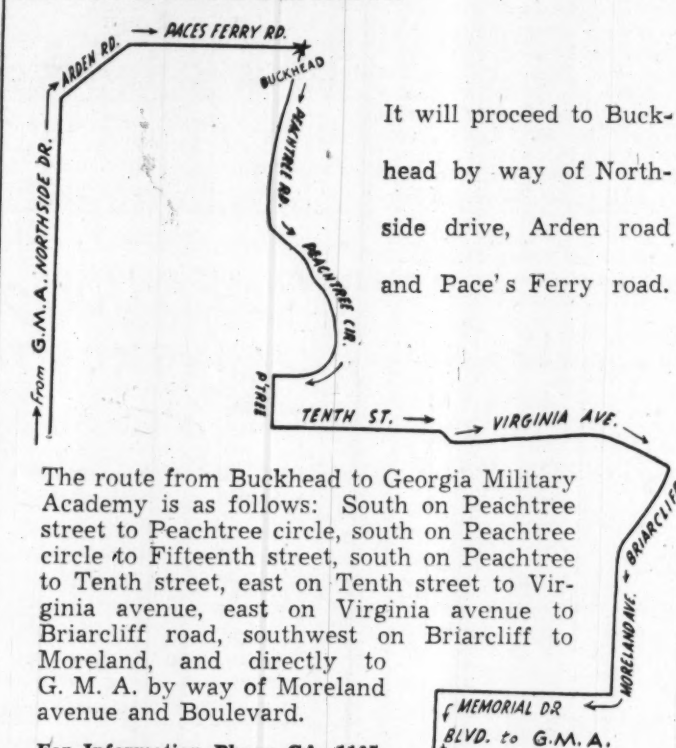 PACES FERRY RD.
ARDEN RD.
BUCKHEAD
From G.M.A. NORTHSIDE DR.
PEACHTREE RD.
It will proceed to Buck-
head by way of North-
side drive, Arden road
and Pace's Ferry road.
PEACHTREE CIR.
P'TREE
TENTH ST.
VIRGINIA AVE.
BRIARCLIFF
MORELAND AVE.
The route from Buckhead to Georgia Military
Academy is as follows: South on Peachtree
street to Peachtree circle, south on Peachtree
circle to Fifteenth street, south on Peachtree
to Tenth street, east on Tenth street to Vir-
ginia avenue, east on Virginia avenue to
Briarcliff road, southwest on Briarcliff to
Moreland, and directly to
G. M. A. by way of Moreland
avenue and Boulevard.
MEMORIAL DR
BLVD. to G.M.A.
For Information Phone CA.